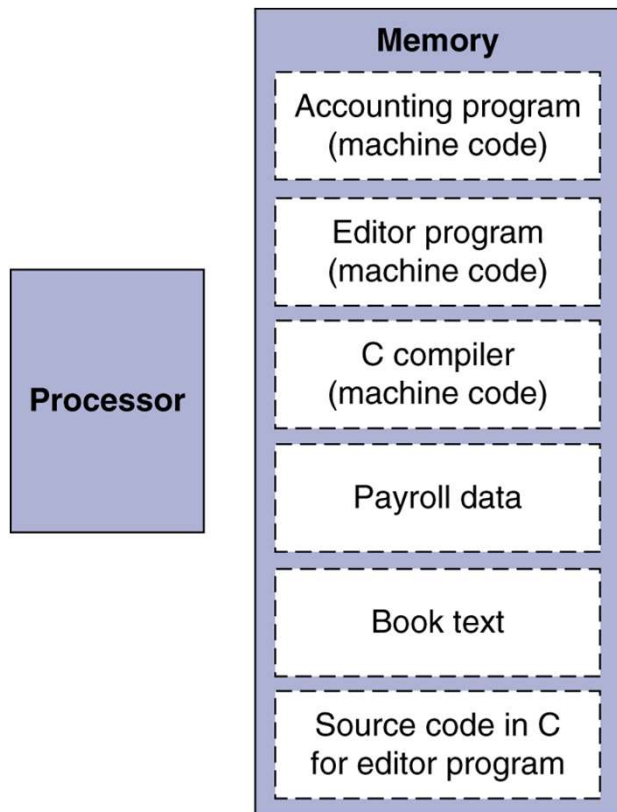 Memory
Accounting program
(machine code)
Editor program
(machine code)
C compiler
(machine code)
Processor
Payroll data
Book text
Source code in C
for editor program